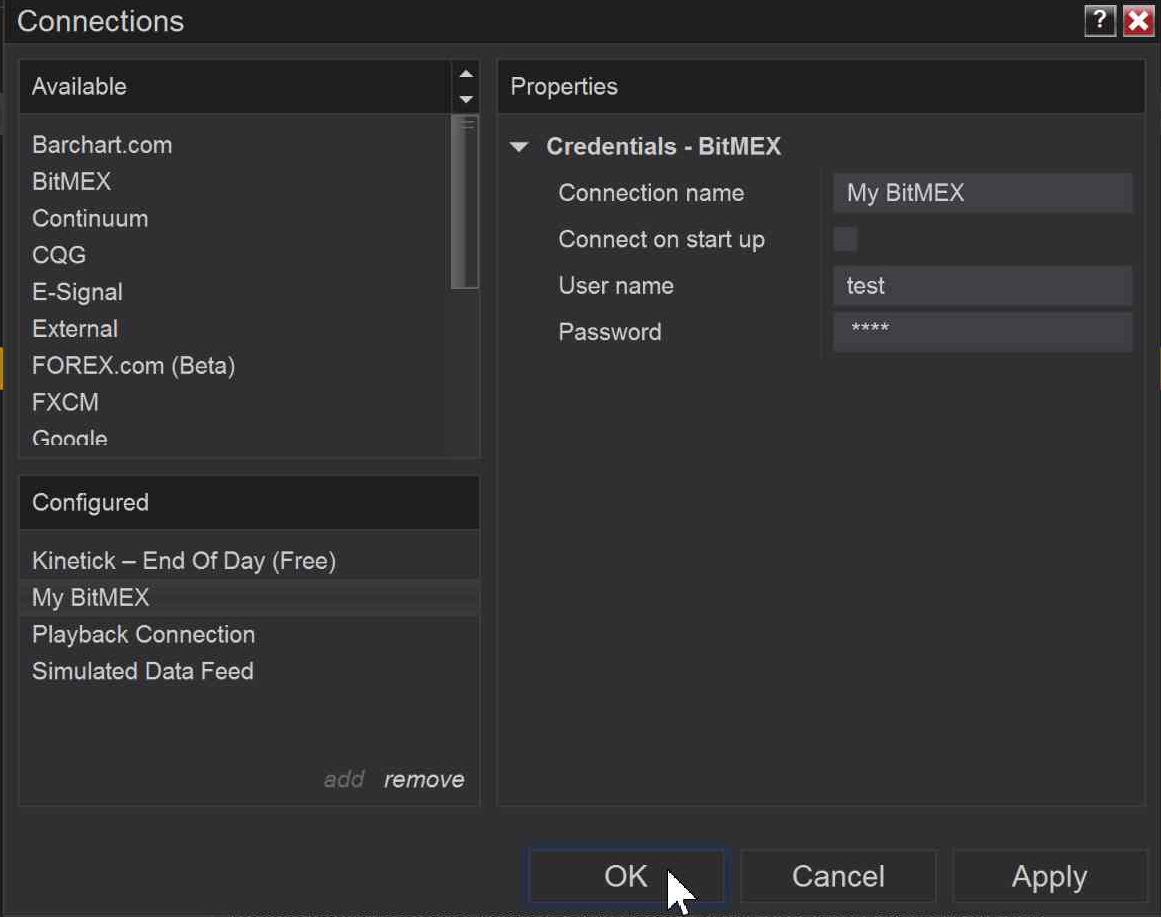 Connections
?
Available
Barchart.com
BitMEX
Continuum
CQG
E-Signal
External
FOREX.com (Beta)
FXCM
Google
Configured
Kinetick – End Of Day (Free)
My BitMEX
Playback Connection
Simulated Data Feed
add remove
Properties
Credentials - BitMEX
Connection name My BitMEX
Connect on start up
User name test
Password ****
OK Cancel Apply